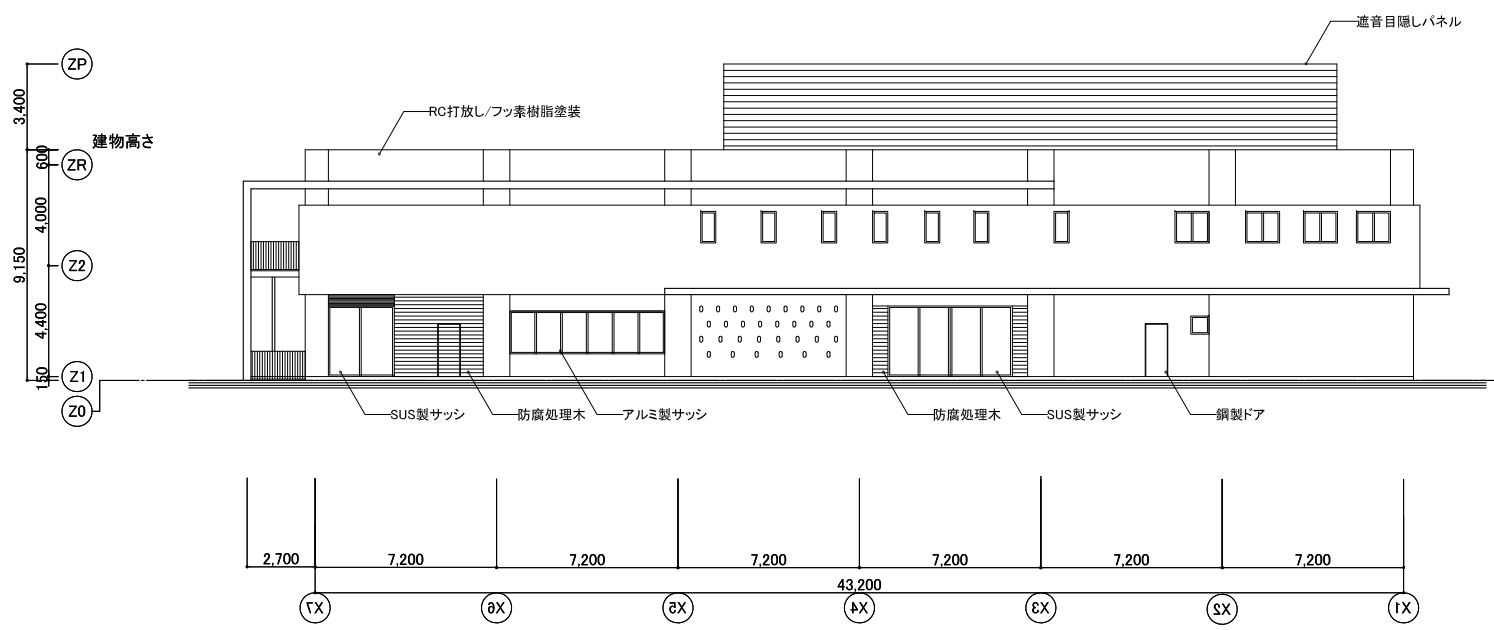 遮音目隠しパネル
ZP
3,400
RC打放し/フッ素樹脂塗装
建物高さ
600
ZR
4,000
9,150
Z2
4,400
Z1
150
Z0
SUS製サッシ
防腐処理木
アルミ製サッシ
防腐処理木
SUS製サッシ
鋼製ドア
2,700
7,200
7,200
7,200
7,200
7,200
7,200
43,200
X7
X6
X5
X4
X3
X2
X1